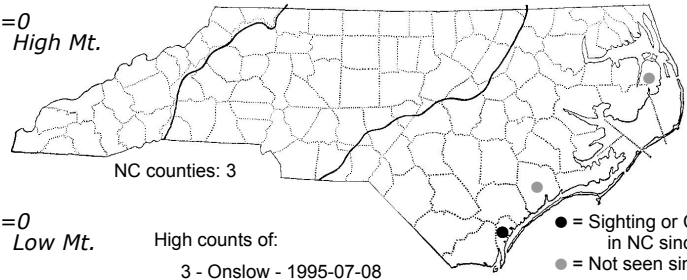 =0
High Mt.
NC counties: 3
=0
Low Mt.
High counts of:
3 - Onslow - 1995-07-08
= Sighting or
in NC sinc
= Not seen sin